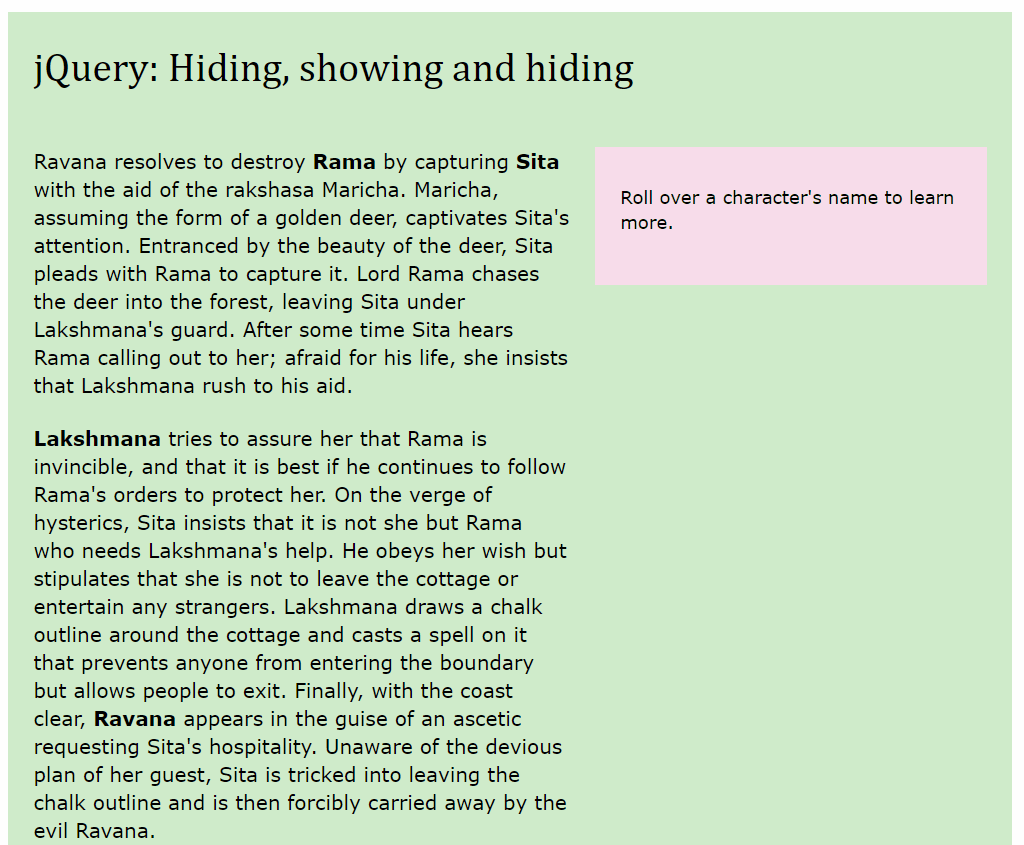 jQuery: Hiding, showing and hiding
Ravana resolves to destroy Rama by capturing Sita
with the aid of the rakshasa Maricha. Maricha,
assuming the form of a golden deer, captivates Sita's
attention. Entranced by the beauty of the deer, Sita
pleads with Rama to capture it. Lord Rama chases
the deer into the forest, leaving Sita under
Lakshmana's guard. After some time Sita hears
Rama calling out to her; afraid for his life, she insists
that Lakshmana rush to his aid.
Lakshmana tries to assure her that Rama is
invincible, and that it is best if he continues to follow
Rama's orders to protect her. On the verge of
hysterics, Sita insists that it is not she but Rama
who needs Lakshmana's help. He obeys her wish but
stipulates that she is not to leave the cottage or
entertain any strangers. Lakshmana draws a chalk
outline around the cottage and casts a spell on it
that prevents anyone from entering the boundary
but allows people to exit. Finally, with the coast
clear, Ravana appears in the guise of an ascetic
requesting Sita's hospitality. Unaware of the devious
plan of her guest, Sita is tricked into leaving the
chalk outline and is then forcibly carried away by the
evil Ravana.
Roll over a character's name to learn
more.